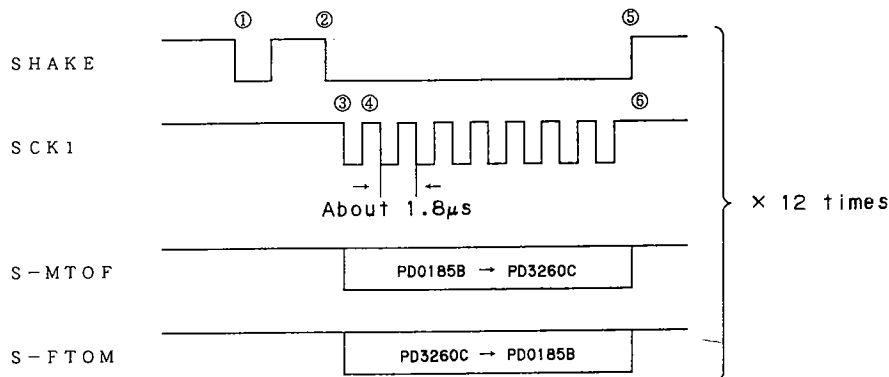 ① ② ⑤
SHAKE
③ ④ ⑥
SCK1
About 1.8μs
× 12 times
S-MTOF PD0185B → PD3260C
S-FTOM PD3260C → PD0185B